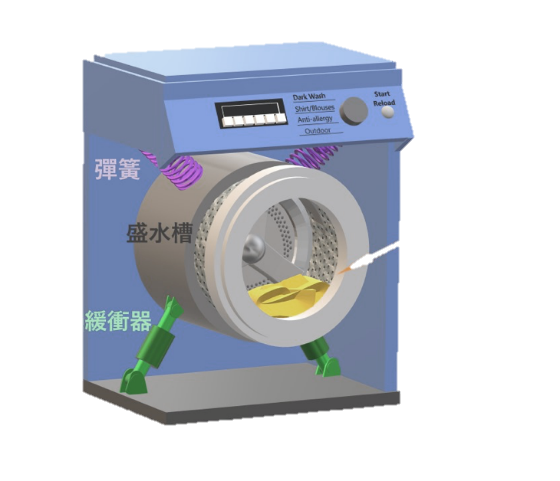 Dark Wash
Start
Shirt/Blouses
Reload
Anti-allergy
Outdoor
彈簧
盛水槽
緩衝器